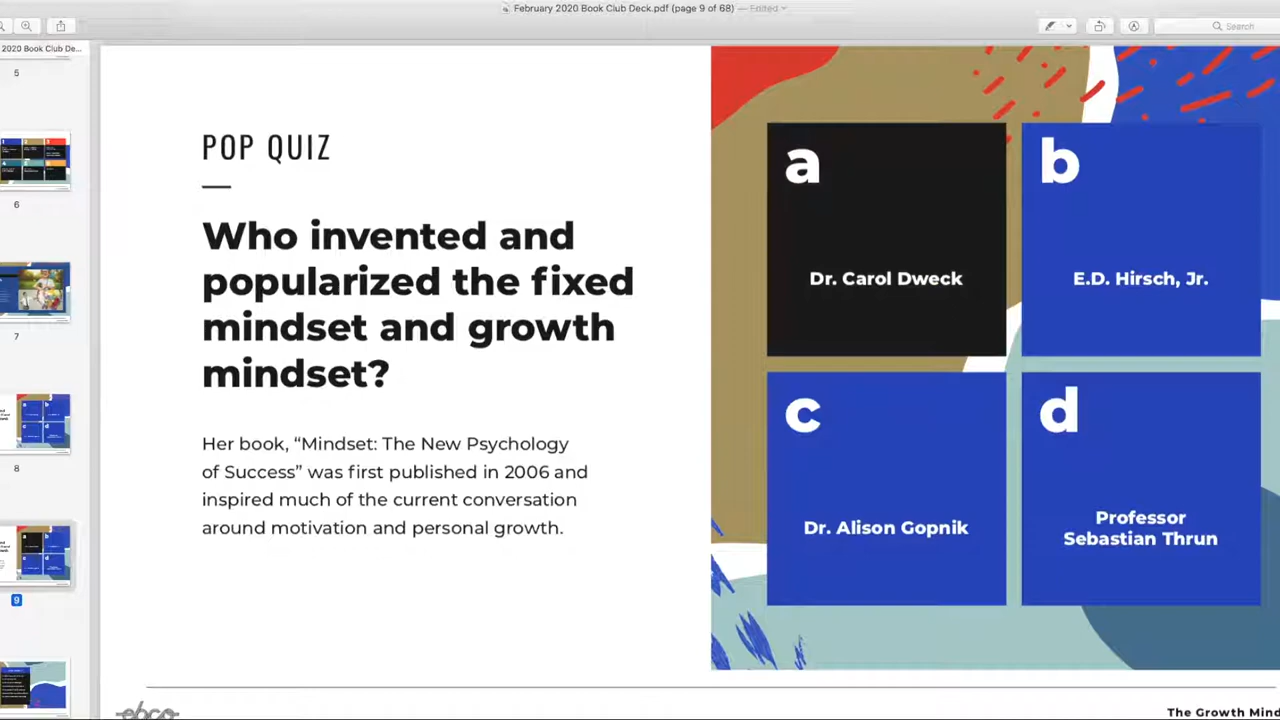 February 2020 Book Club Deck.pdf (page 9 of 68) — Edited
Search
2020 Book Club De...
5
6
7
8
9
POP QUIZ
Who invented and
popularized the fixed
mindset and growth
mindset?
Her book, “Mindset: The New Psychology
of Success” was first published in 2006 and
inspired much of the current conversation
around motivation and personal growth.
a
Dr. Carol Dweck
b
E.D. Hirsch, Jr.
c
Dr. Alison Gopnik
d
Professor
Sebastian Thrun
ebco
The Growth Mind